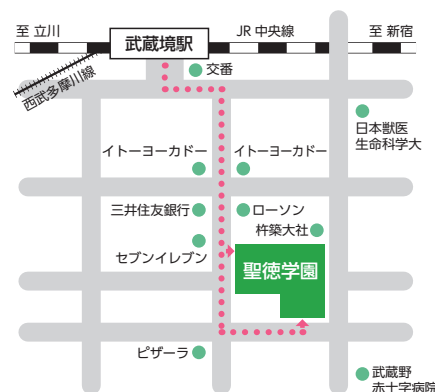 至 立川
武蔵境駅
JR 中央線
至 新宿
西武多摩川線
交番
日本獣医
生命科学大
イトーヨーカドー
イトーヨーカドー
三井住友銀行
ローソン
杵築大社
セブンイレブン
聖徳学園
ピザーラ
武蔵野
赤十字病院